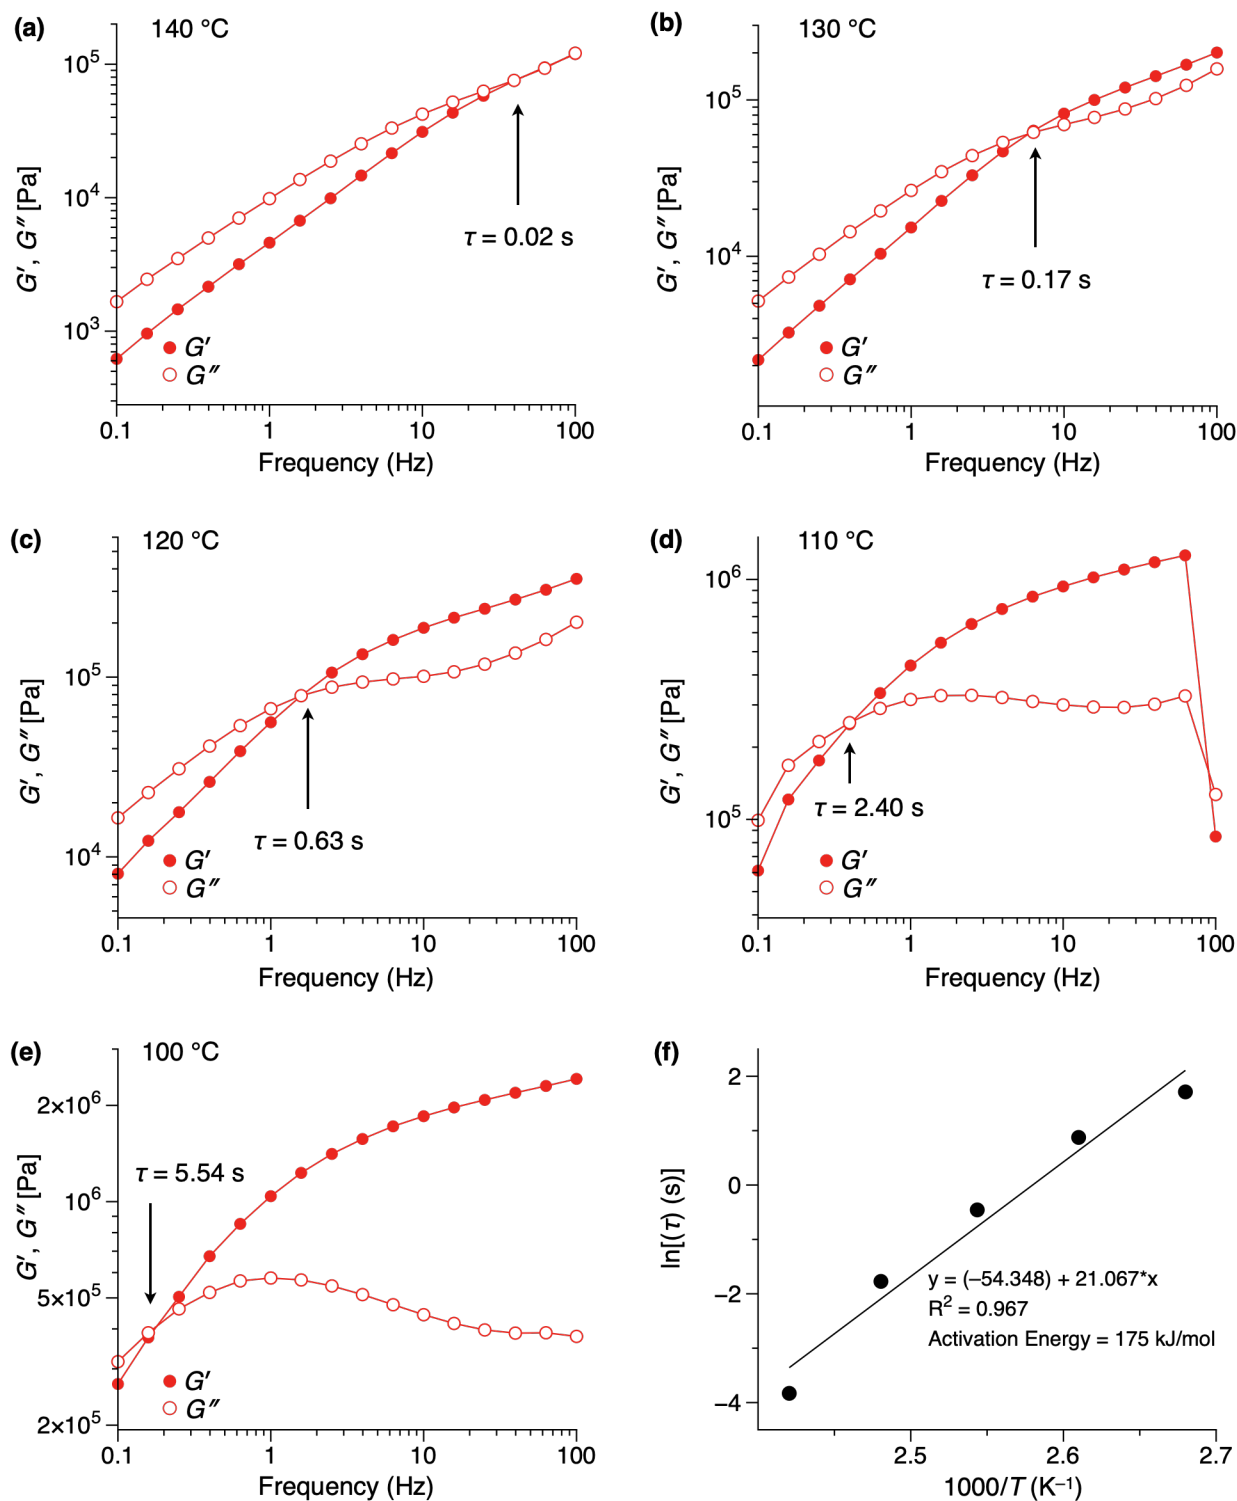 (a)
140 °C
10⁵
10⁴
10³
G′, G″ [Pa]
τ = 0.02 s
G′
G″
0.1
1
10
100
Frequency (Hz)
(b)
130 °C
10⁵
10⁴
G′, G″ [Pa]
τ = 0.17 s
G′
G″
0.1
1
10
100
Frequency (Hz)
(c)
120 °C
10⁵
10⁴
G′, G″ [Pa]
τ = 0.63 s
G′
G″
0.1
1
10
100
Frequency (Hz)
(d)
110 °C
10⁶
10⁵
G′, G″ [Pa]
τ = 2.40 s
G′
G″
0.1
1
10
100
Frequency (Hz)
(e)
100 °C
2×10⁶
10⁶
5×10⁵
2×10⁵
G′, G″ [Pa]
τ = 5.54 s
G′
G″
0.1
1
10
100
Frequency (Hz)
(f)
2
0
−2
−4
ln[(τ) (s)]
y = (−54.348) + 21.067*x
R² = 0.967
Activation Energy = 175 kJ/mol
2.5
2.6
2.7
1000/T (K⁻¹)